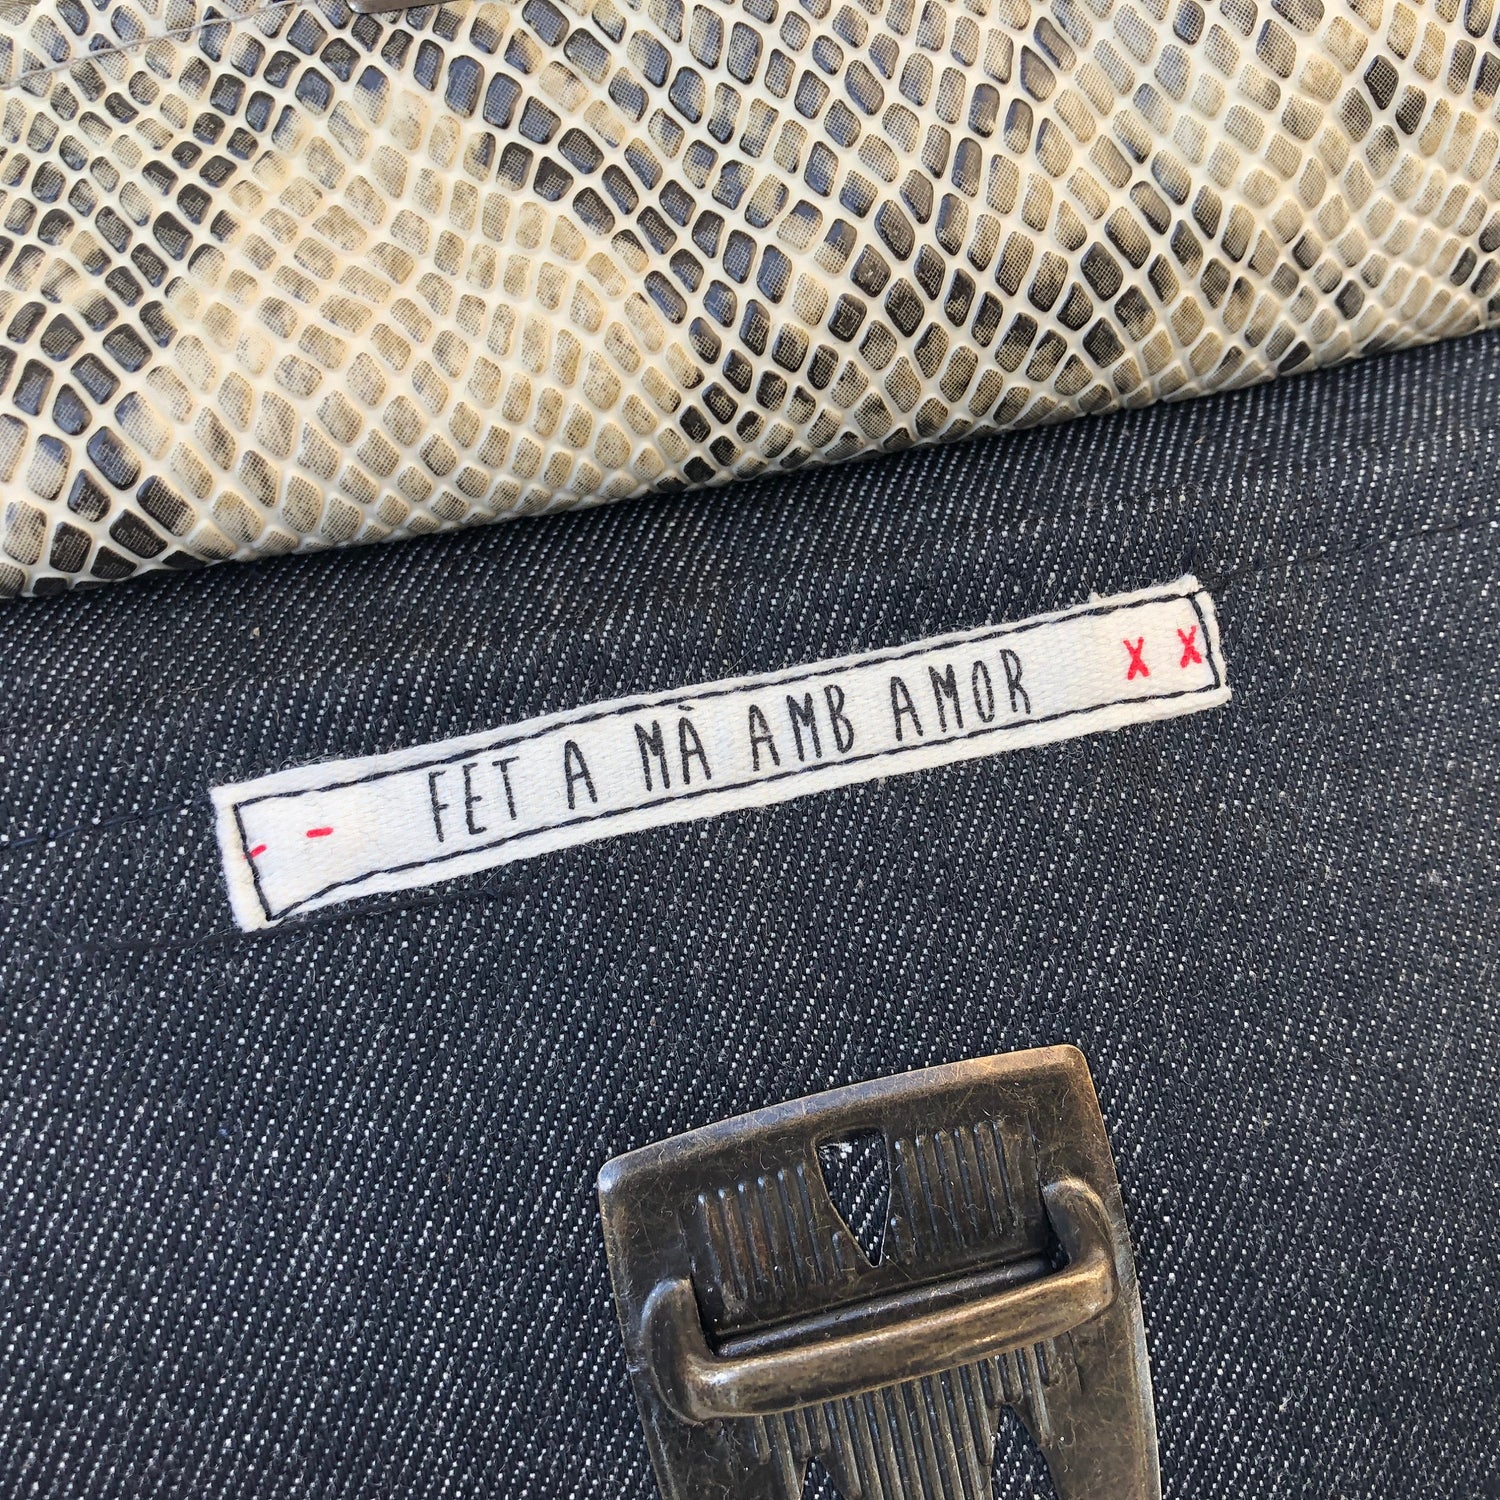 FET A MÀ AMB AMOR X X